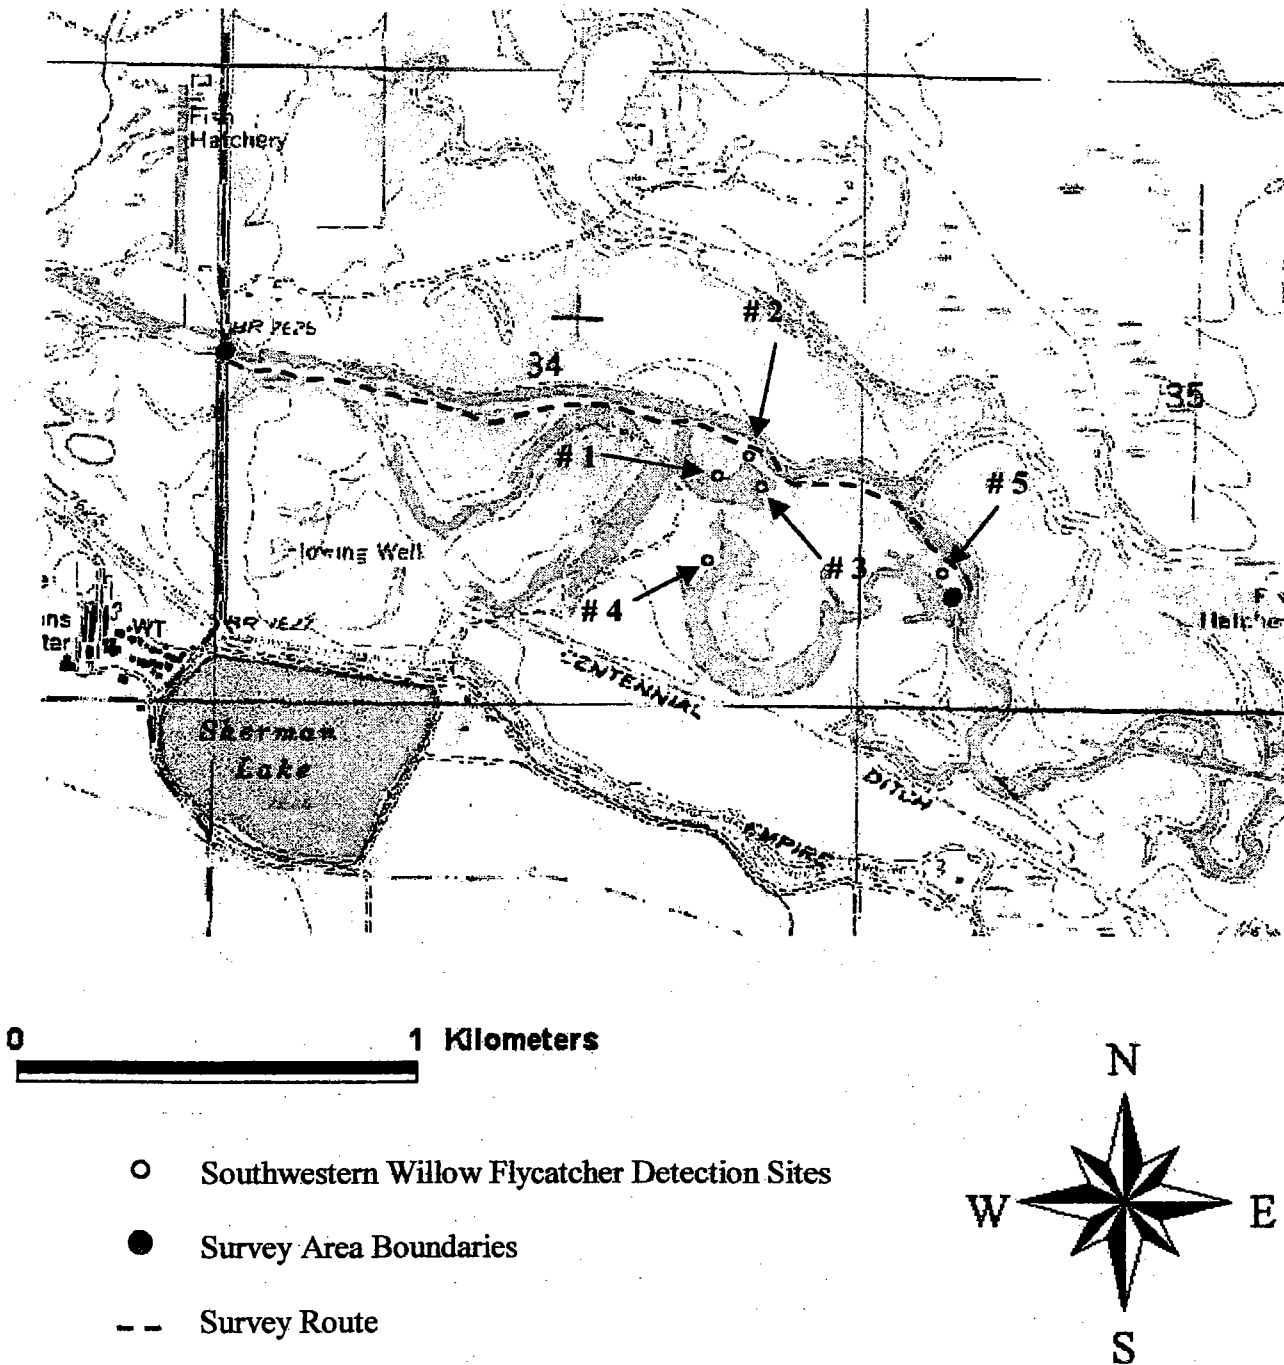 Fish
Hatchery
# 2
34
35
# 1
# 5
Flowing Well
# 3
# 4
WT
CENTENNIAL
Sherman
Lake
DITCH
EMPIRE
0 1 Kilometers
N
Southwestern Willow Flycatcher Detection Sites
W E
Survey Area Boundaries
Survey Route
S